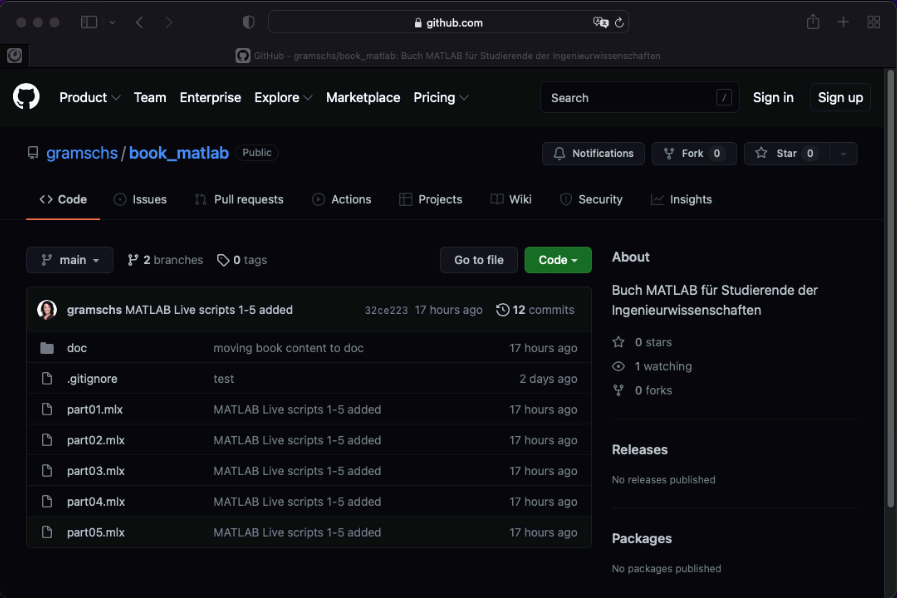 github.com
GitHub - gramschs/book_matlab: Buch MATLAB für Studierende der Ingenieurwissenschaften
Product Team Enterprise Explore Marketplace Pricing Search / Sign in Sign up
gramschs/book_matlab Public Notifications Fork 0 Star 0
Code Issues Pull requests Actions Projects Wiki Security Insights
main 2 branches 0 tags Go to file Code
gramschs MATLAB Live scripts 1-5 added 32ce223 17 hours ago 12 commits
doc moving book content to doc 17 hours ago
.gitignore test 2 days ago
part01.mlx MATLAB Live scripts 1-5 added 17 hours ago
part02.mlx MATLAB Live scripts 1-5 added 17 hours ago
part03.mlx MATLAB Live scripts 1-5 added 17 hours ago
part04.mlx MATLAB Live scripts 1-5 added 17 hours ago
part05.mlx MATLAB Live scripts 1-5 added 17 hours ago
About
Buch MATLAB für Studierende der
Ingenieurwissenschaften
0 stars
1 watching
0 forks
Releases
No releases published
Packages
No packages published